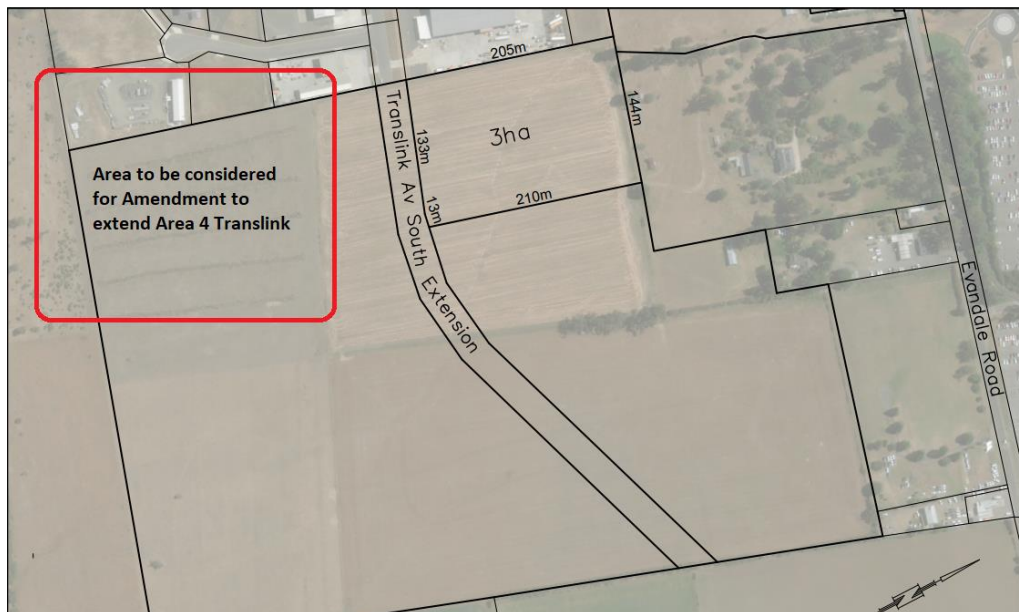 205m
144m
3ha
133m
13m
210m
Translink Av South Extension
Area to be considered
for Amendment to
extend Area 4 Translink
Evandale Road